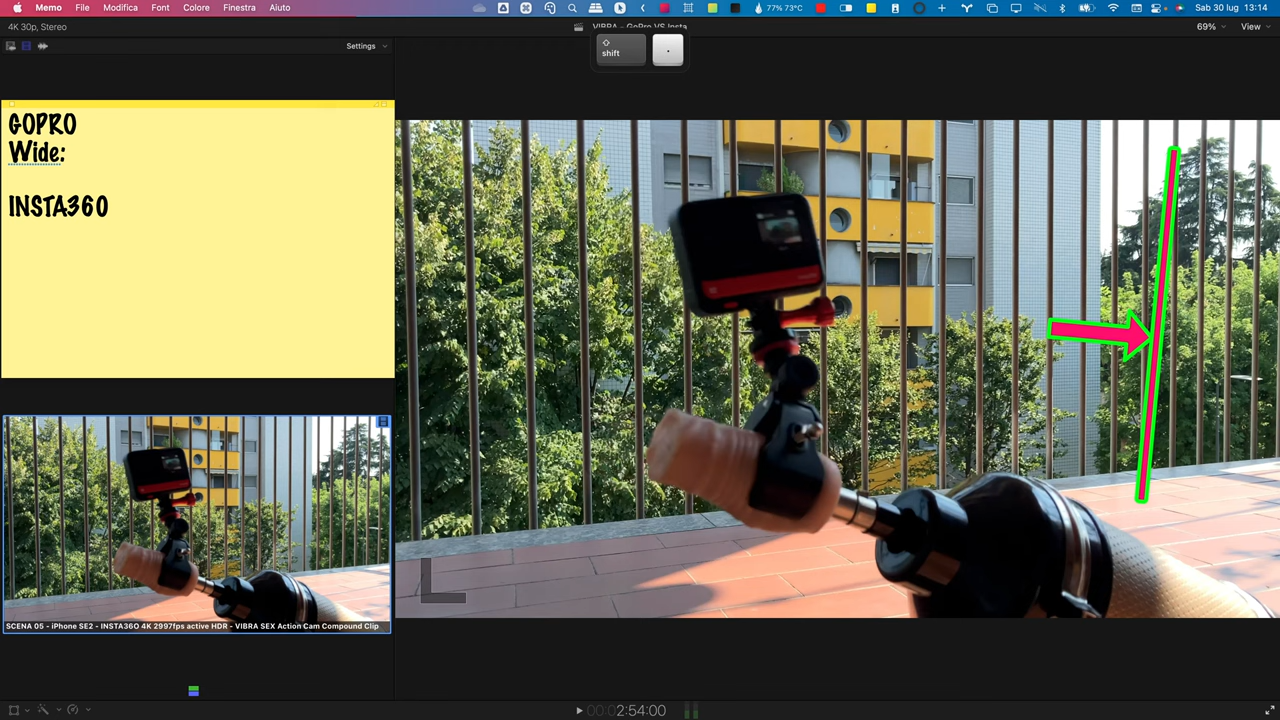 Memo File Modifica Font Colore Finestra Aiuto 77% 73°C Sab 30 lug 13:14
4K 30p, Stereo VIBRA - GoPro VS Insta 69% View
Settings
⇧
shift
.
GOPRO
Wide:
INSTA360
SCENA 05 - iPhone SE2 - INSTA360 4K 2997fps active HDR - VIBRA SEX Action Cam Compound Clip
00:02:54:00